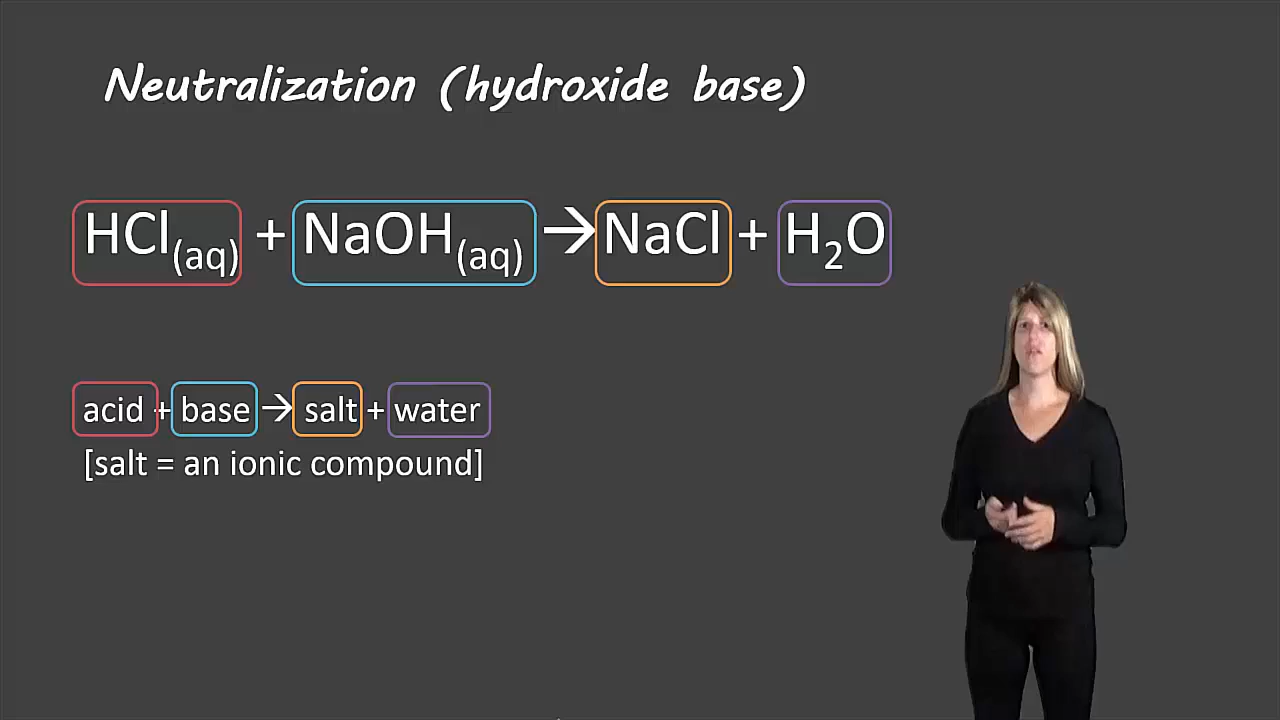 Neutralization (hydroxide base)
HCl(aq) + NaOH(aq) → NaCl + H2O
acid + base → salt + water
[salt = an ionic compound]